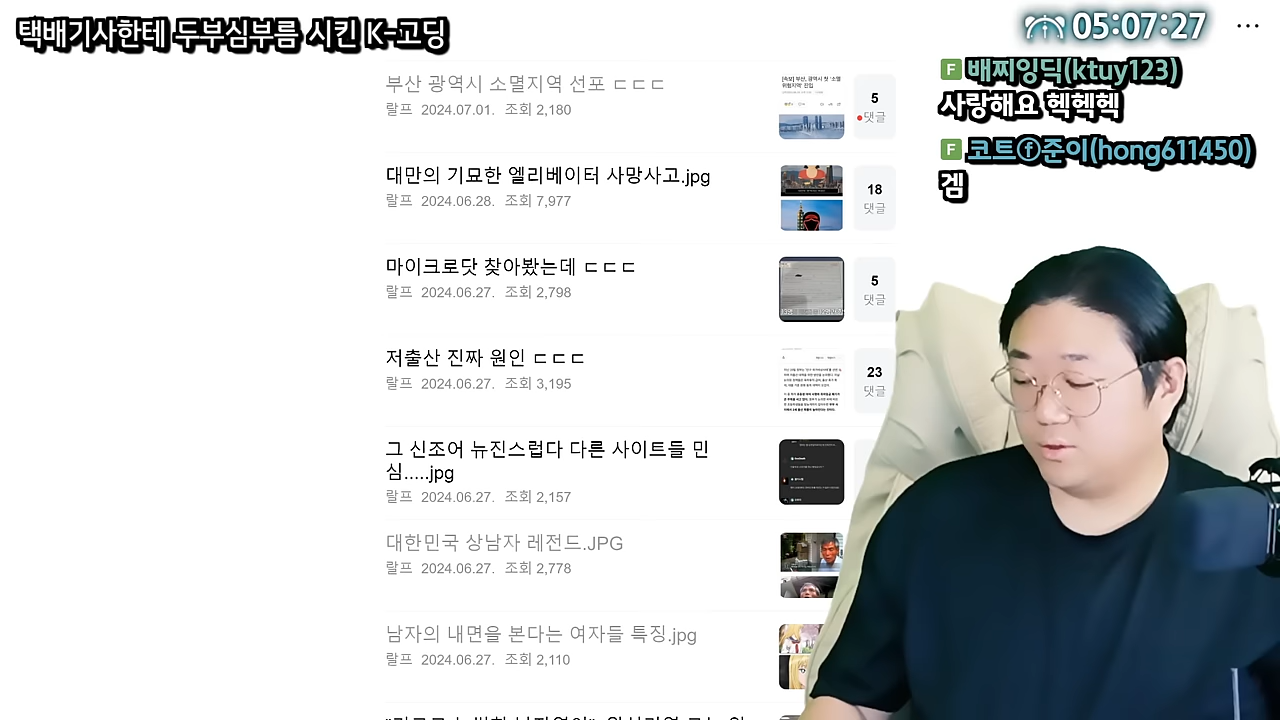 택배기사한테 두부심부름 시킨 K-고딩
05:07:27
F 배찌잉딕(ktuy123)
사랑해요 헥헥헥
F 코트ⓕ준이(hong611450)
겜
부산 광역시 소멸지역 선포 ㄷㄷㄷ
랄프 2024.07.01. 조회 2,180
5
댓글
대만의 기묘한 엘리베이터 사망사고.jpg
랄프 2024.06.28. 조회 7,977
18
댓글
마이크로닷 찾아봤는데 ㄷㄷㄷ
랄프 2024.06.27. 조회 2,798
5
댓글
저출산 진짜 원인 ㄷㄷㄷ
랄프 2024.06.27. 조회 3,195
23
댓글
그 신조어 뉴진스럽다 다른 사이트들 민
심.....jpg
랄프 2024.06.27. 조회 2,157
대한민국 상남자 레전드.JPG
랄프 2024.06.27. 조회 2,778
남자의 내면을 본다는 여자들 특징.jpg
랄프 2024.06.27. 조회 2,110